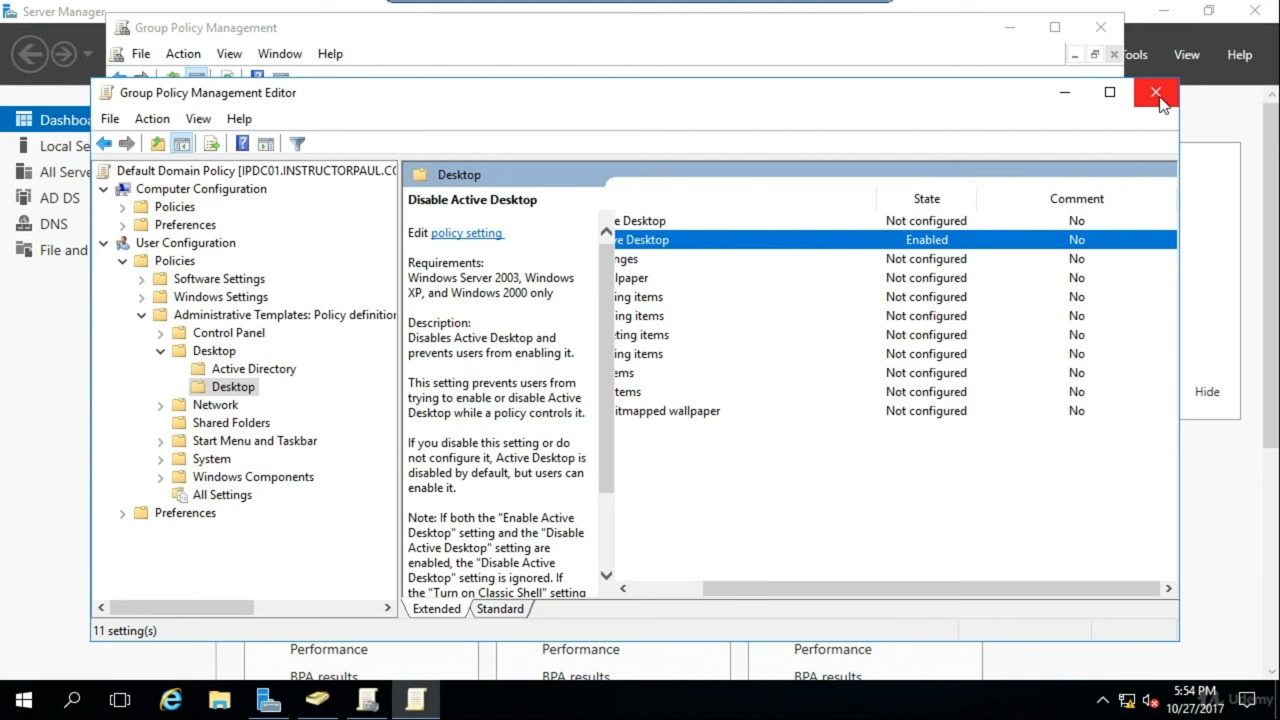 Server Manager
Group Policy Management
File Action View Window Help
Tools View Help
Group Policy Management Editor
File Action View Help
Dashbo
Local Se
All Serve
AD DS
DNS
File and
Default Domain Policy [IPDC01.INSTRUCTORPAUL.CC
Computer Configuration
Policies
Preferences
User Configuration
Policies
Software Settings
Windows Settings
Administrative Templates: Policy definition
Control Panel
Desktop
Active Directory
Desktop
Network
Shared Folders
Start Menu and Taskbar
System
Windows Components
All Settings
Preferences
Desktop
Disable Active Desktop
Edit policy setting
Requirements:
Windows Server 2003, Windows
XP, and Windows 2000 only
Description:
Disables Active Desktop and
prevents users from enabling it.
This setting prevents users from
trying to enable or disable Active
Desktop while a policy controls it.
If you disable this setting or do
not configure it, Active Desktop is
disabled by default, but users can
enable it.
Note: If both the "Enable Active
Desktop" setting and the "Disable
Active Desktop" setting are
enabled, the "Disable Active
Desktop" setting is ignored. If
the "Turn on Classic Shell" setting
State Comment
e Desktop Not configured No
ve Desktop Enabled No
nges Not configured No
lpaper Not configured No
ing items Not configured No
ing items Not configured No
eting items Not configured No
ing items Not configured No
ems Not configured No
items Not configured No
itmapped wallpaper Not configured No
Hide
Extended Standard
11 setting(s)
Performance Performance Performance
BPA results BPA results BPA results
5:54 PM
10/27/2017
Udemy